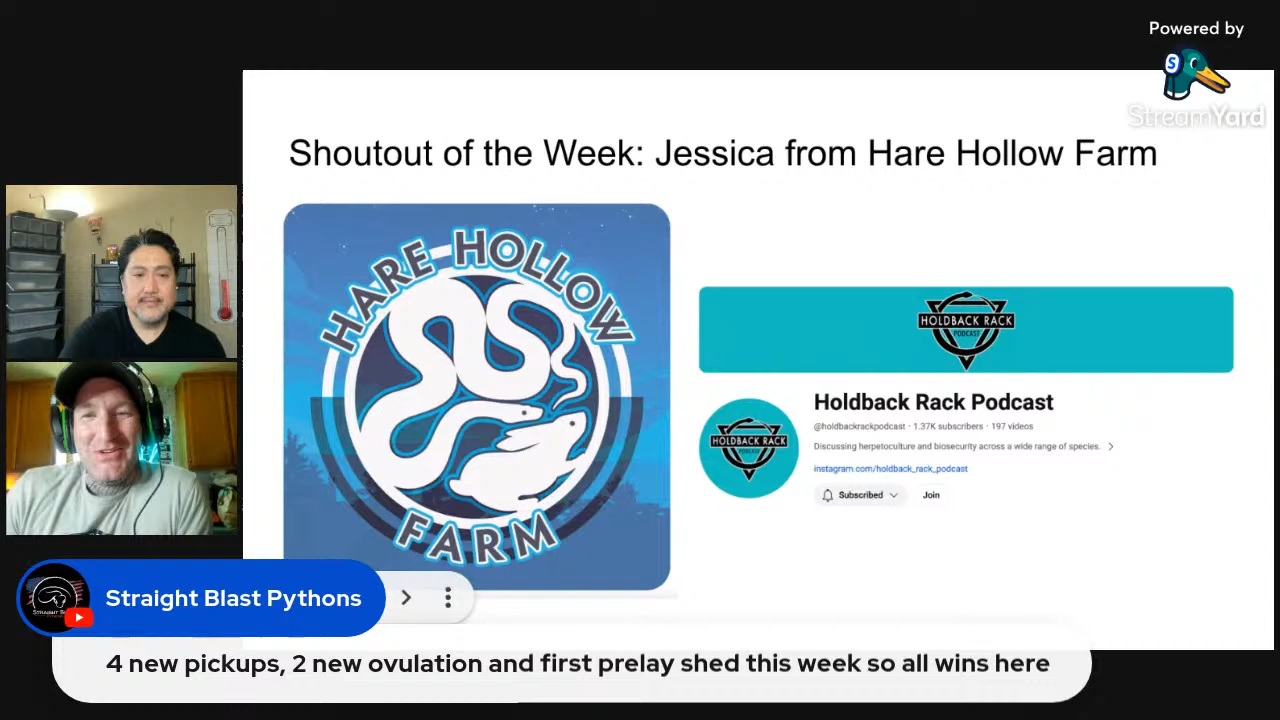 Powered by
StreamYard
Shoutout of the Week: Jessica from Hare Hollow Farm
HARE HOLLOW
FARM
HOLDBACK RACK
PODCAST
Holdback Rack Podcast
@holdbackrackpodcast · 1.37K subscribers · 197 videos
HOLDBACK RACK
PODCAST
Discussing herpetoculture and biosecurity across a wide range of species.
instagram.com/holdback_rack_podcast
Subscribed
Join
Straight Blast Pythons
4 new pickups, 2 new ovulation and first prelay shed this week so all wins here